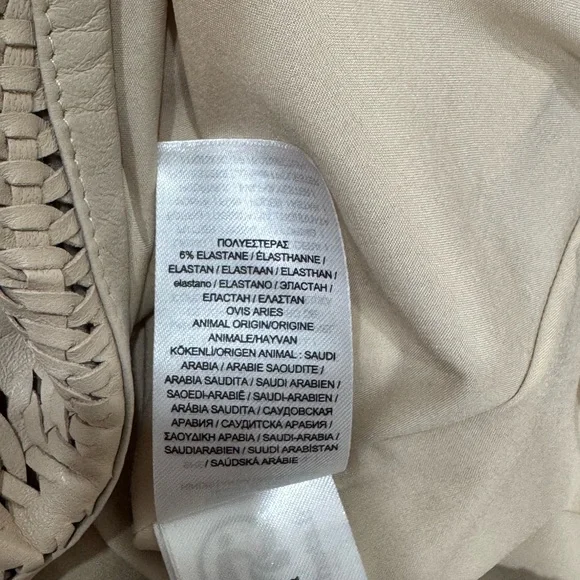 ΠΟΛΥΕΣΤΕΡΑΣ
6% ELASTANE / ÉLASTHANNE /
ELASTAN / ELASTAAN / ELASTHAN /
elastano / ELASTANO / ЭЛАСТАН /
ЕЛАСТАН / ΕΛΑΣΤΑΝ
OVIS ARIES
ANIMAL ORIGIN/ORIGINE
ANIMALE/HAYVAN
KÖKENLİ/ORIGEN ANIMAL : SAUDI
ARABIA / ARABIE SAOUDITE /
ARABIA SAUDITA / SAUDI ARABIEN /
SAOEDI-ARABIË / SAUDI-ARABIEN /
ARÁBIA SAUDITA / САУДОВСКАЯ
АРАВИЯ / САУДИТСКА АРАБИЯ /
ΣΑΟΥΔΙΚΗ ΑΡΑΒΙΑ / SAUDI-ARABIA /
SAUDIARABIEN / SUUDI ARABİSTAN
/ SAÚDSKÁ ARÁBIE